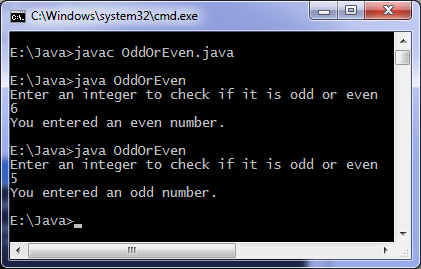 C:\Windows\system32\cmd.exe
E:\Java>javac OddOrEven.java
E:\Java>java OddOrEven
Enter an integer to check if it is odd or even
6
You entered an even number.
E:\Java>java OddOrEven
Enter an integer to check if it is odd or even
5
You entered an odd number.
E:\Java>_